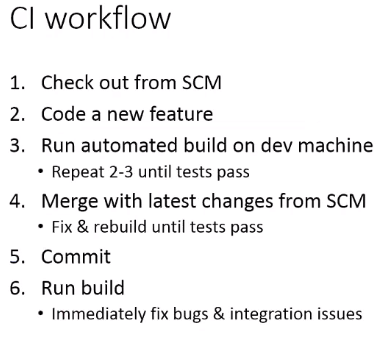 CI workflow
1. Check out from SCM
2. Code a new feature
3. Run automated build on dev machine
• Repeat 2-3 until tests pass
4. Merge with latest changes from SCM
• Fix & rebuild until tests pass
5. Commit
6. Run build
• Immediately fix bugs & integration issues